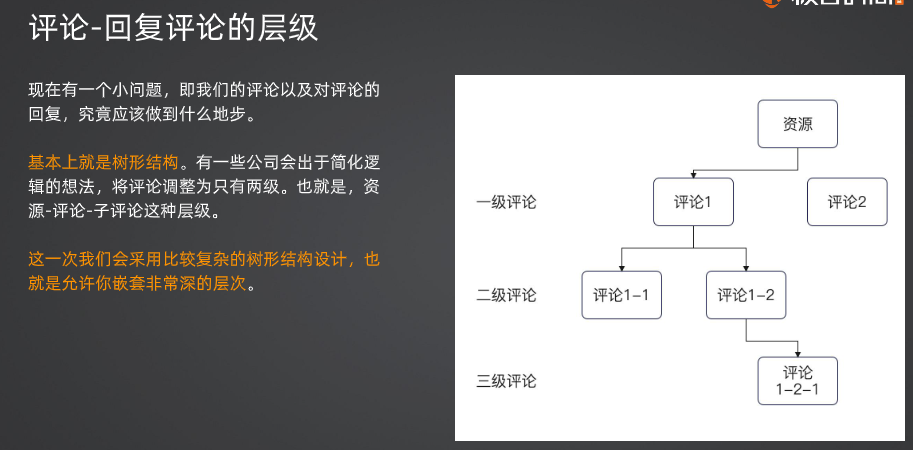 评论-回复评论的层级
现在有一个小问题，即我们的评论以及对评论的
回复，究竟应该做到什么地步。
基本上就是树形结构。有一些公司会出于简化逻
辑的想法，将评论调整为只有两级。也就是，资
源-评论-子评论这种层级。
这一次我们会采用比较复杂的树形结构设计，也
就是允许你嵌套非常深的层次。
资源
一级评论
评论1
评论2
二级评论
评论1-1
评论1-2
三级评论
评论
1-2-1